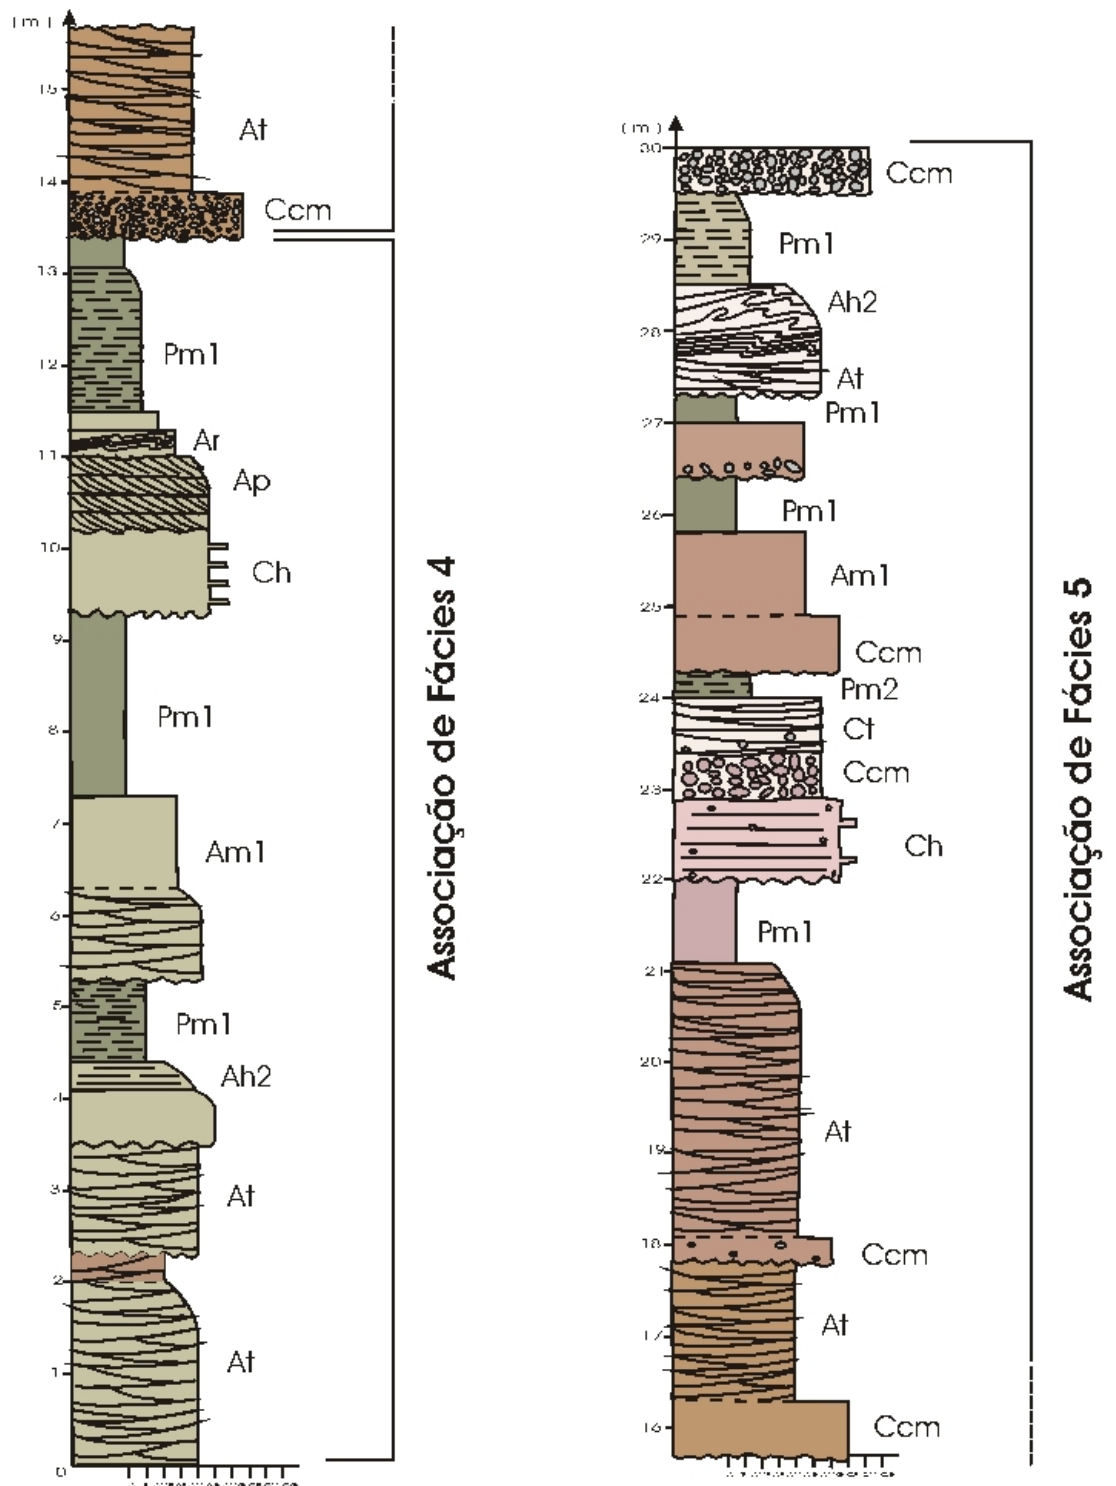 (m)
15
At
14
Ccm
13
Pm1
12
Ar
11
Ap
10
Ch
9
Pm1
8
7
Am1
6
5
Pm1
Ah2
4
3
At
2
At
1
0
Associação de Fácies 4
(m)
30
Ccm
29
Pm1
Ah2
28
At
Pm1
27
26
Pm1
Am1
25
Ccm
24
Pm2
Ct
Ccm
23
Ch
22
Pm1
21
20
At
19
18
Ccm
At
17
16
Ccm
Associação de Fácies 5